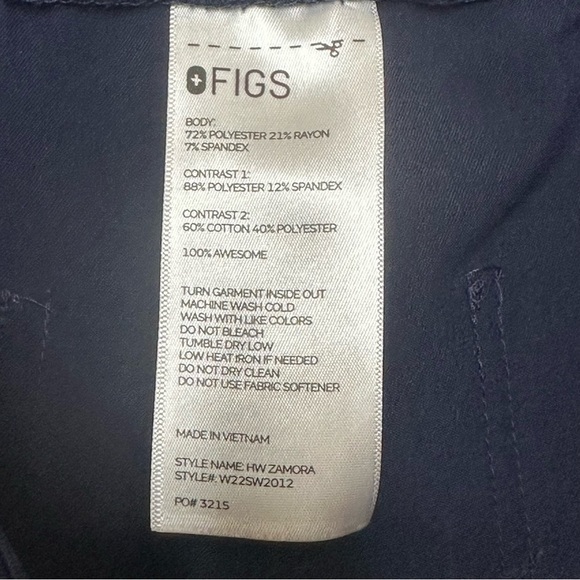 FIGS
BODY:
72% POLYESTER 21% RAYON
7% SPANDEX
CONTRAST 1:
88% POLYESTER 12% SPANDEX
CONTRAST 2:
60% COTTON 40% POLYESTER
100% AWESOME
TURN GARMENT INSIDE OUT
MACHINE WASH COLD
WASH WITH LIKE COLORS
DO NOT BLEACH
TUMBLE DRY LOW
LOW HEAT IRON IF NEEDED
DO NOT DRY CLEAN
DO NOT USE FABRIC SOFTENER
MADE IN VIETNAM
STYLE NAME: HW ZAMORA
STYLE#: W22SW2012
PO# 3215